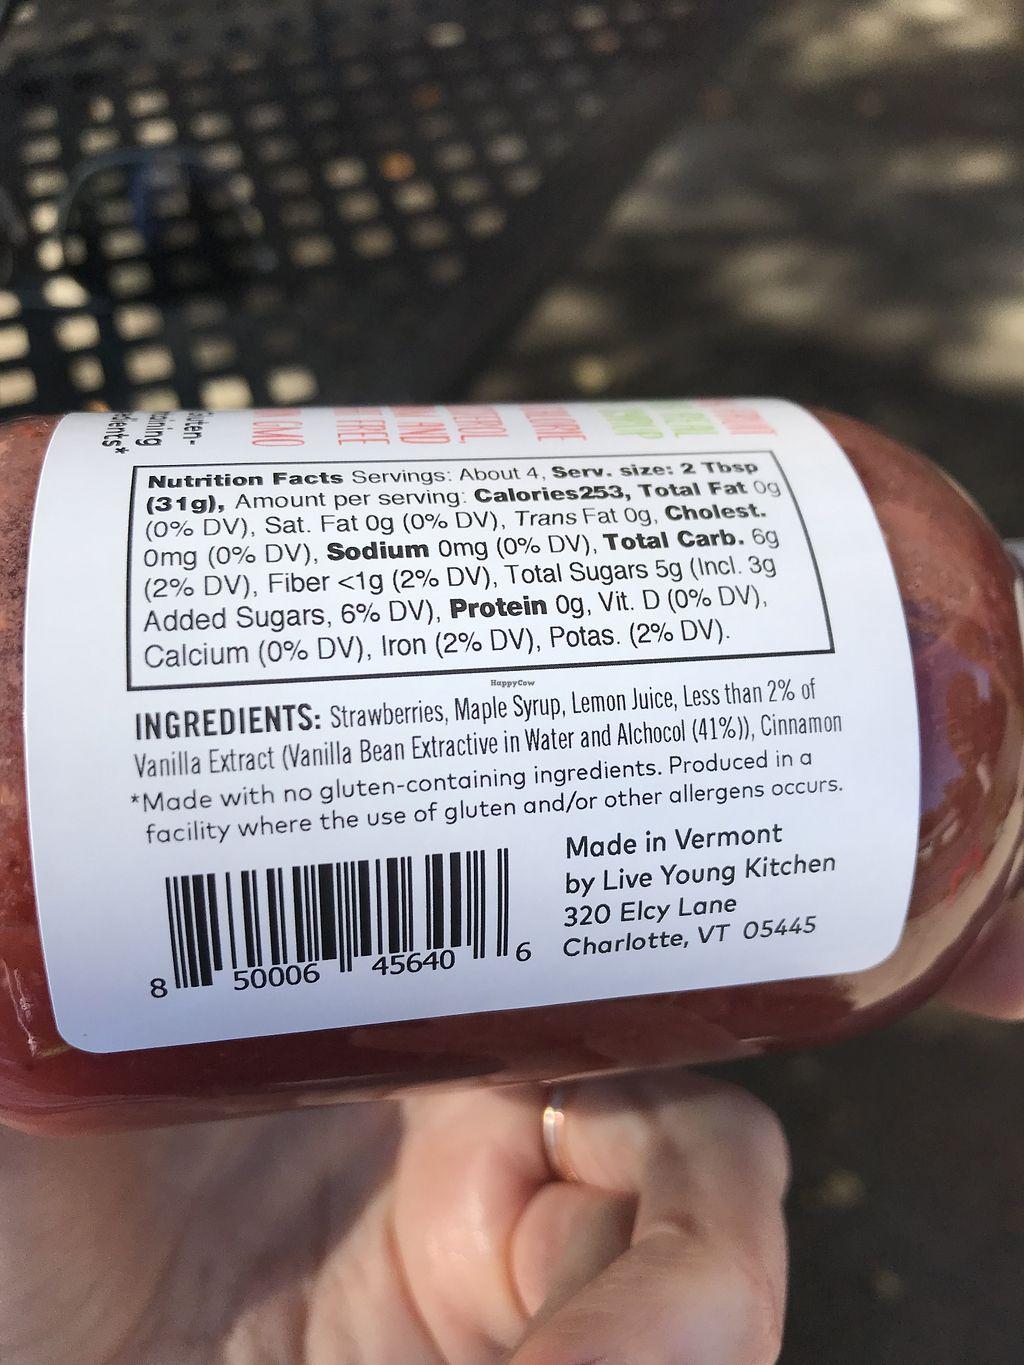 Gluten-
GMO
FREE
AND
Nutrition Facts Servings: About 4, Serv. size: 2 Tbsp
(31g), Amount per serving: Calories253, Total Fat 0g
(0% DV), Sat. Fat 0g (0% DV), Trans Fat 0g, Cholest.
0mg (0% DV), Sodium 0mg (0% DV), Total Carb. 6g
(2% DV), Fiber <1g (2% DV), Total Sugars 5g (Incl. 3g
Added Sugars, 6% DV), Protein 0g, Vit. D (0% DV),
Calcium (0% DV), Iron (2% DV), Potas. (2% DV).
HappyCow
INGREDIENTS: Strawberries, Maple Syrup, Lemon Juice, Less than 2% of
Vanilla Extract (Vanilla Bean Extractive in Water and Alchocol (41%)), Cinnamon
*Made with no gluten-containing ingredients. Produced in a
facility where the use of gluten and/or other allergens occurs.
Made in Vermont
by Live Young Kitchen
320 Elcy Lane
Charlotte, VT 05445
8 50006 45640 6